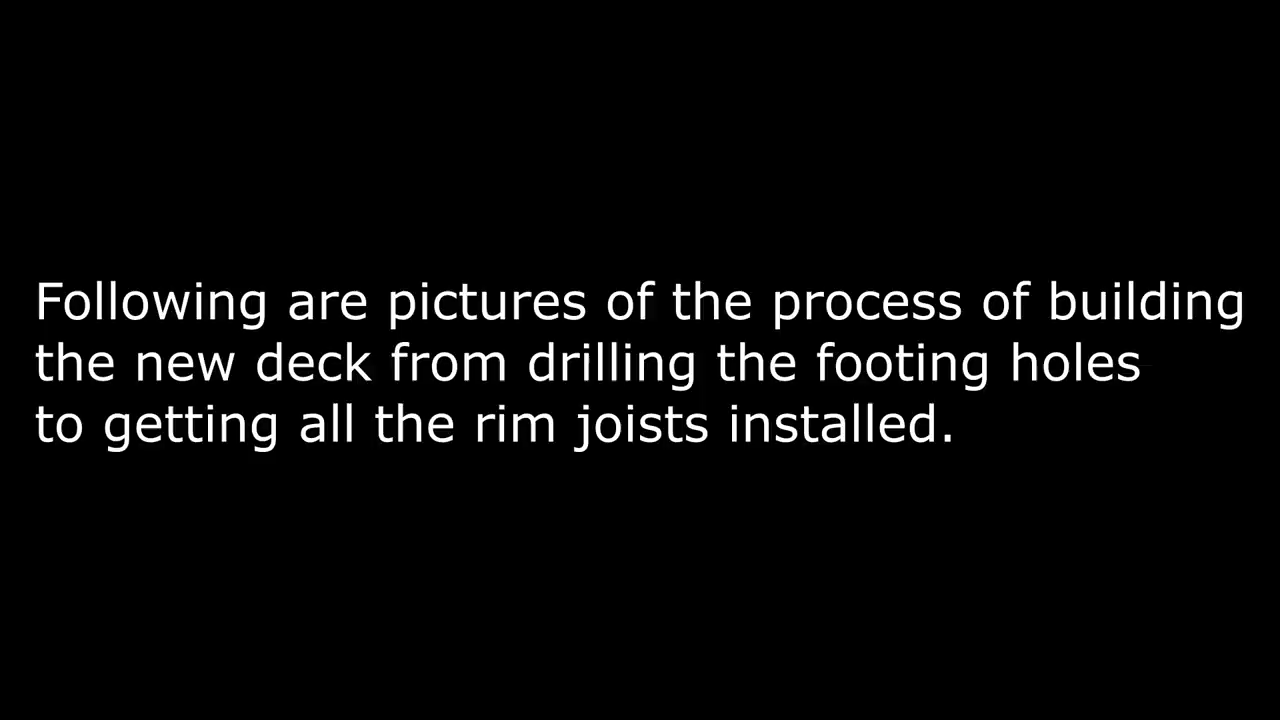 Following are pictures of the process of building
the new deck from drilling the footing holes
to getting all the rim joists installed.